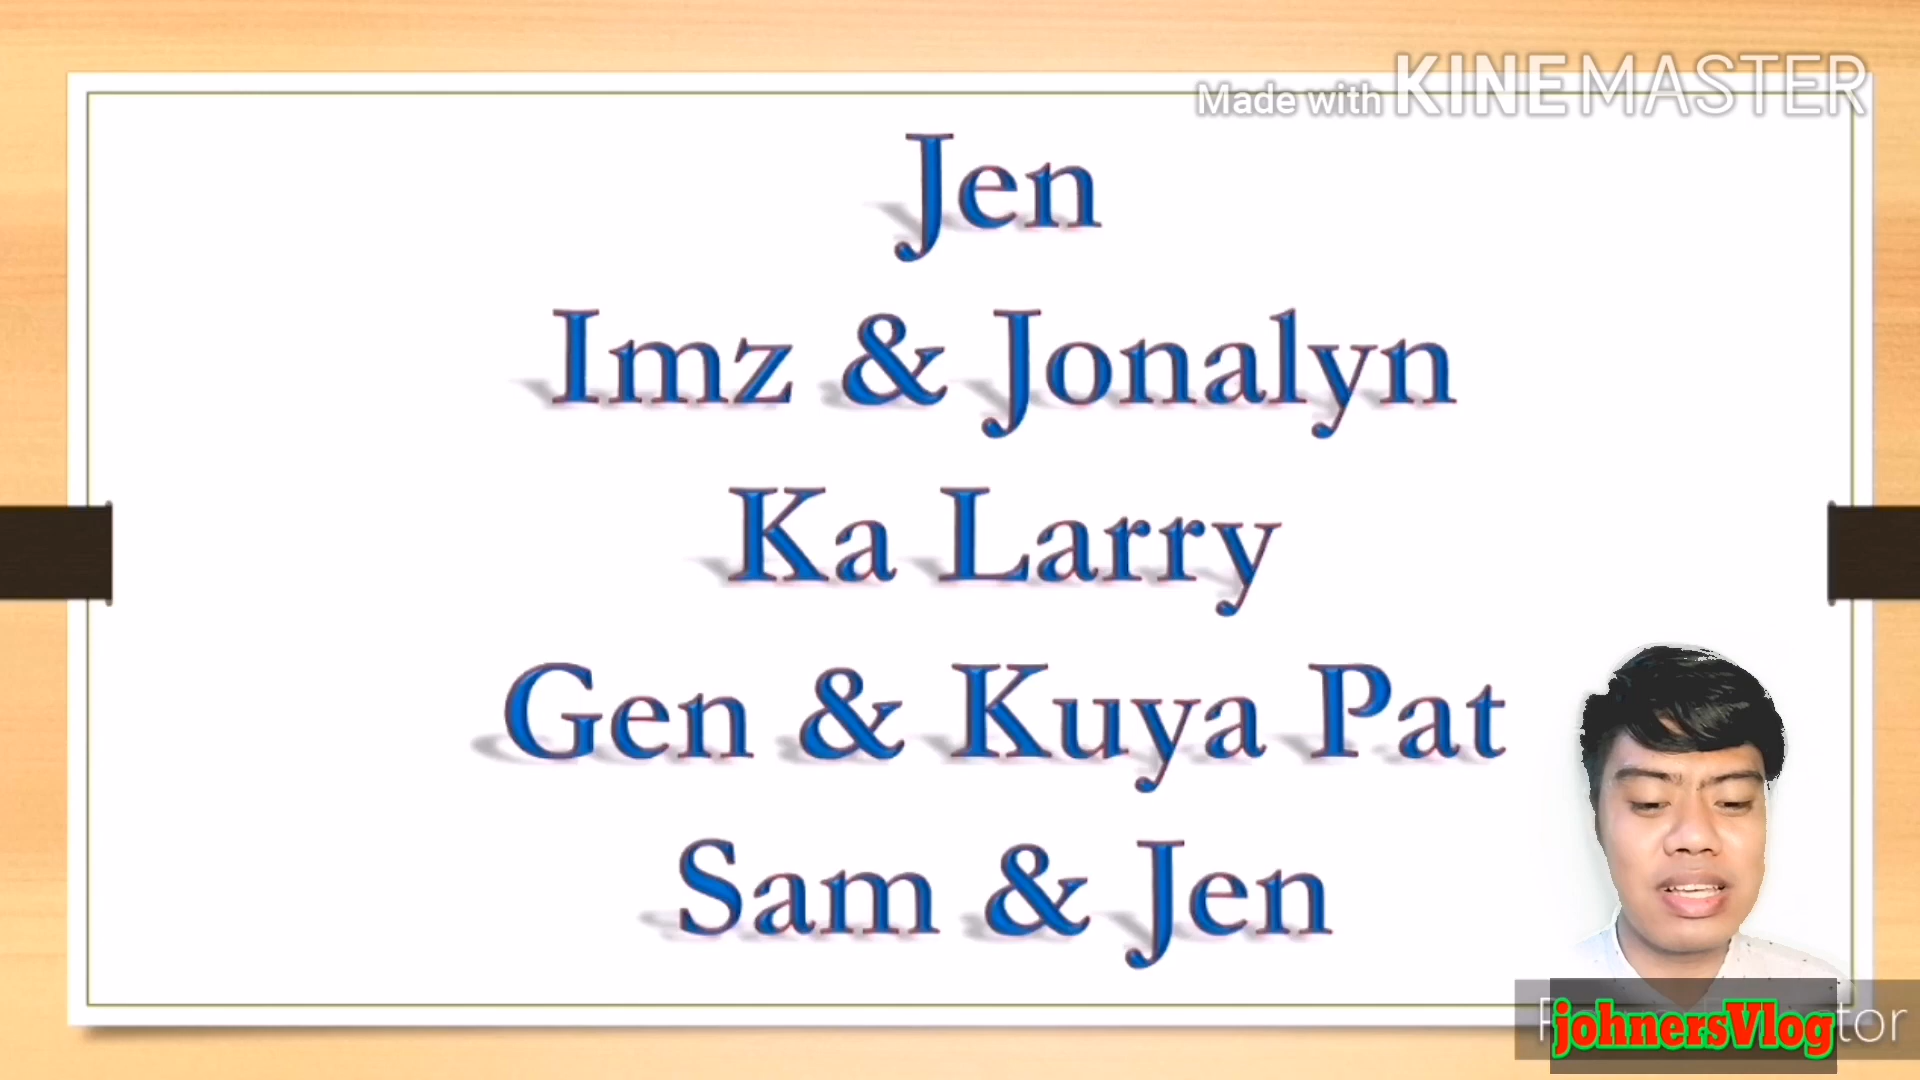 Made with KINEMASTER
Jen
Imz & Jonalyn
Ka Larry
Gen & Kuya Pat
Sam & Jen
johnersVlog